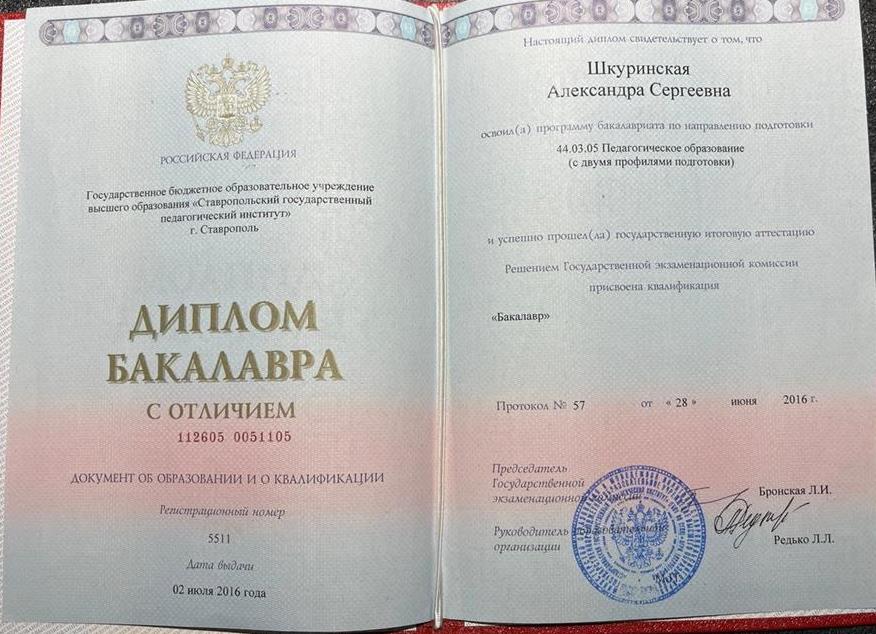 РОССИЙСКАЯ ФЕДЕРАЦИЯ
Государственное бюджетное образовательное учреждение
высшего образования «Ставропольский государственный
педагогический институт»
г. Ставрополь
ДИПЛОМ
БАКАЛАВРА
С ОТЛИЧИЕМ
112605 0051105
ДОКУМЕНТ ОБ ОБРАЗОВАНИИ И О КВАЛИФИКАЦИИ
Регистрационный номер
5511
Дата выдачи
02 июля 2016 года
Настоящий диплом свидетельствует о том, что
Шкуринская
Александра Сергеевна
освоил(а) программу бакалавриата по направлению подготовки
44.03.05 Педагогическое образование
(с двумя профилями подготовки)
и успешно прошел(ла) государственную итоговую аттестацию
Решением Государственной экзаменационной комиссии
присвоена квалификация
«Бакалавр»
Протокол № 57 от « 28 » июня 2016 г.
Председатель
Государственной
экзаменационной
Бронская Л.И.
Руководитель
организации
Редько Л.Л.